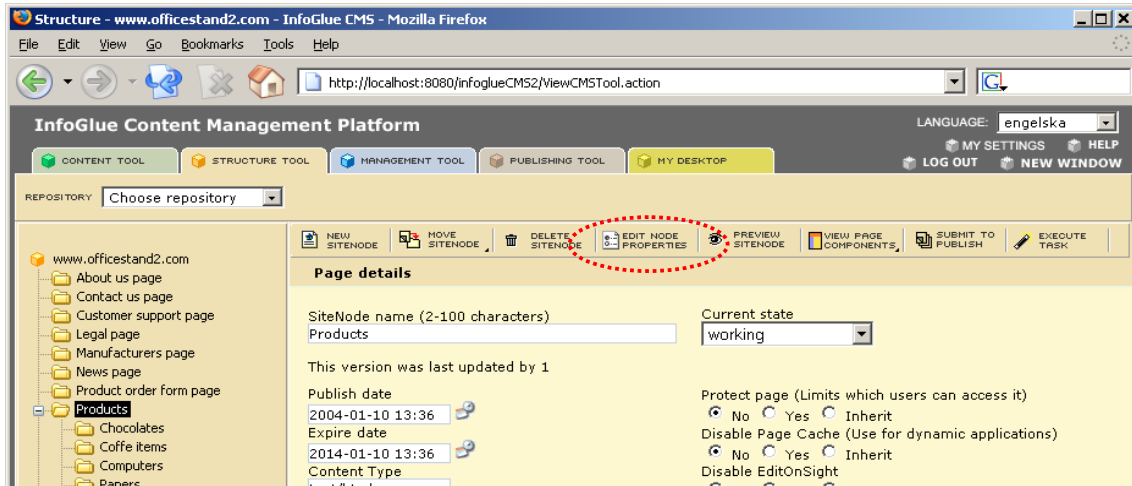 Structure - www.officestand2.com - InfoGlue CMS - Mozilla Firefox
File Edit View Go Bookmarks Tools Help
http://localhost:8080/infoglueCMS2/ViewCMSTool.action
G
InfoGlue Content Management Platform
LANGUAGE: engelska
MY SETTINGS HELP
LOG OUT NEW WINDOW
CONTENT TOOL STRUCTURE TOOL MANAGEMENT TOOL PUBLISHING TOOL MY DESKTOP
REPOSITORY Choose repository
NEW SITENODE
MOVE SITENODE
DELETE SITENODE
EDIT NODE PROPERTIES
PREVIEW SITENODE
VIEW PAGE COMPONENTS
SUBMIT TO PUBLISH
EXECUTE TASK
www.officestand2.com
About us page
Contact us page
Customer support page
Legal page
Manufacturers page
News page
Product order form page
Products
Chocolates
Coffe items
Computers
Papers
Page details
SiteNode name (2-100 characters)
Products
Current state
working
This version was last updated by 1
Publish date
2004-01-10 13:36
Expire date
2014-01-10 13:36
Content Type
Protect page (Limits which users can access it)
No Yes Inherit
Disable Page Cache (Use for dynamic applications)
No Yes Inherit
Disable EditOnSight